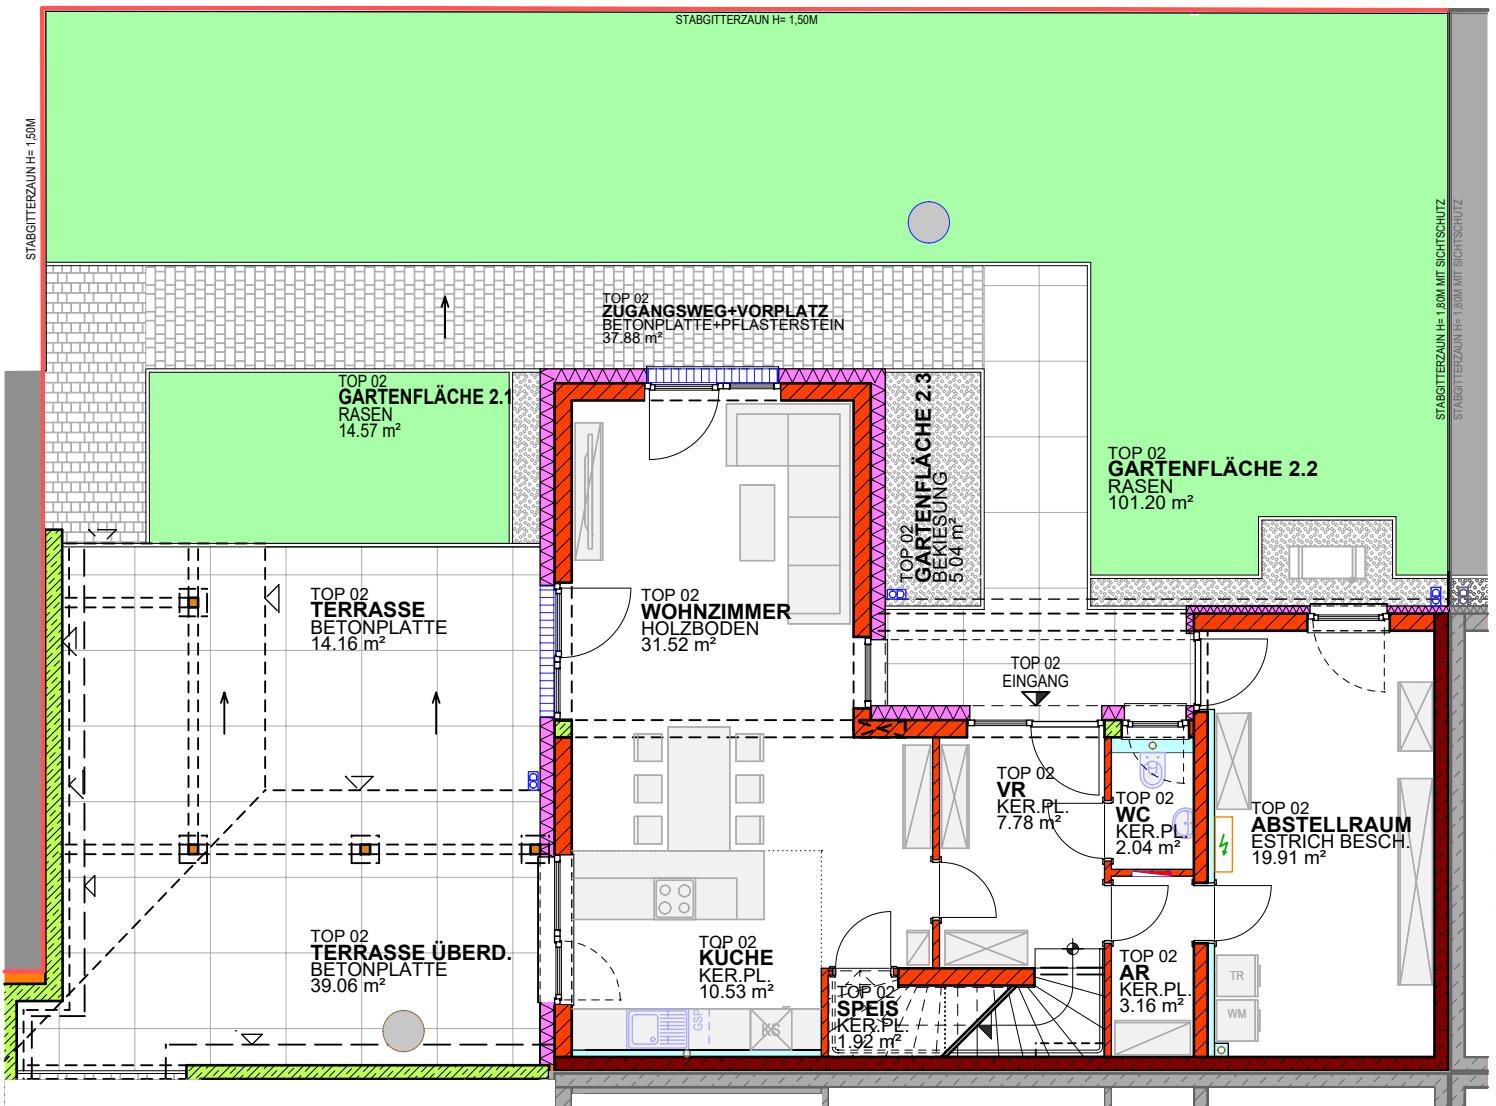 STABGITTERZAUN H= 1,50M
STABGITTERZAUN H= 1,50M
STABGITTERZAUN H= 1,80M MIT SICHTSCHUTZ
STABGITTERZAUN H= 1,80M MIT SICHTSCHUTZ
TOP 02
ZUGANGSWEG+VORPLATZ
BETONPLATTE+PFLASTERSTEIN
37.88 m²
TOP 02
GARTENFLÄCHE 2.1
RASEN
14.57 m²
TOP 02
GARTENFLÄCHE 2.3
BEKIESUNG
5.04 m²
TOP 02
GARTENFLÄCHE 2.2
RASEN
101.20 m²
TOP 02
TERRASSE
BETONPLATTE
14.16 m²
TOP 02
WOHNZIMMER
HOLZBODEN
31.52 m²
TOP 02
EINGANG
TOP 02
VR
KER.PL.
7.78 m²
TOP 02
WC
KER.PL.
2.04 m²
TOP 02
ABSTELLRAUM
ESTRICH BESCH.
19.91 m²
TOP 02
TERRASSE ÜBERD.
BETONPLATTE
39.06 m²
TOP 02
KÜCHE
KER.PL.
10.53 m²
TOP 02
SPEIS
KER.PL.
1.92 m²
TOP 02
AR
KER.PL.
3.16 m²
GSP
KS
TR
WM